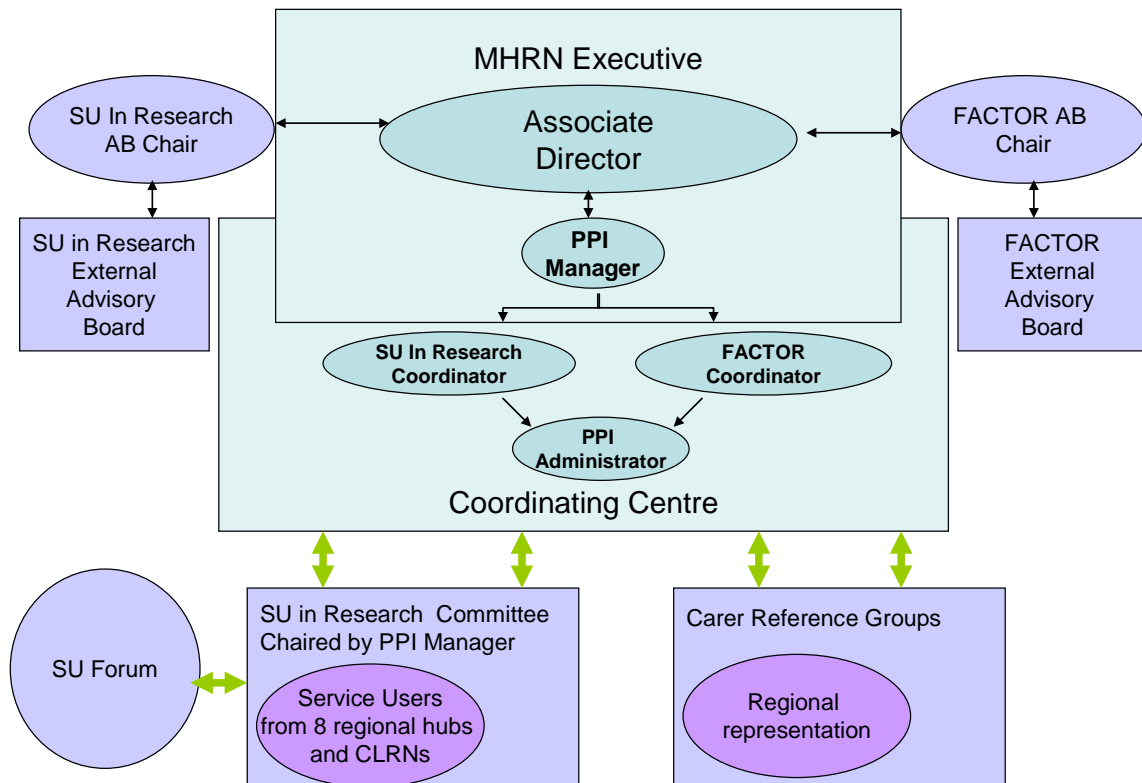 MHRN Executive
SU In Research
AB Chair
Associate
Director
FACTOR AB
Chair
SU in Research
External
Advisory
Board
PPI
Manager
FACTOR
External
Advisory
Board
SU In Research
Coordinator
FACTOR
Coordinator
PPI
Administrator
Coordinating Centre
SU Forum
SU in Research Committee
Chaired by PPI Manager
Service Users
from 8 regional hubs
and CLRNs
Carer Reference Groups
Regional
representation